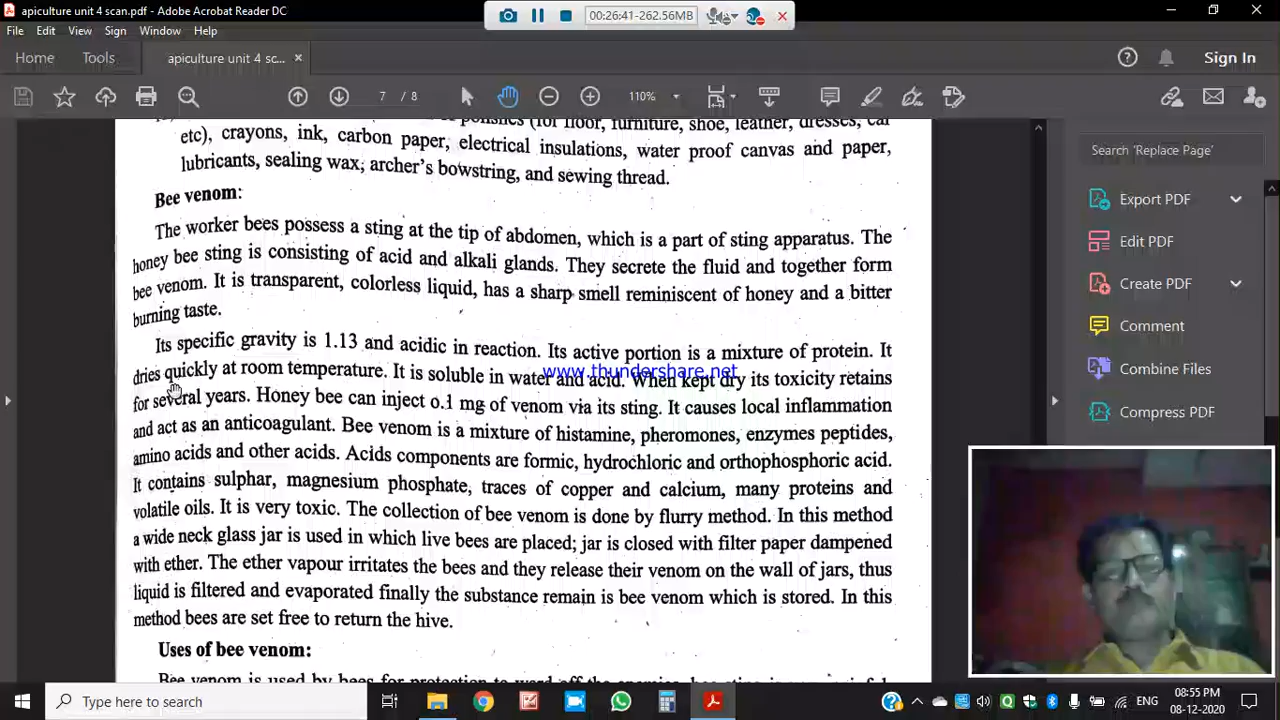 apiculture unit 4 scan.pdf - Adobe Acrobat Reader DC
00:26:41-262.56MB
File Edit View Sign Window Help
Home Tools apiculture unit 4 sc... Sign In
7 / 8 110%
etc), crayons, ink, carbon paper, electrical insulations, water proof canvas and paper,
lubricants, sealing wax, archer's bowstring, and sewing thread.
Bee venom:
The worker bees possess a sting at the tip of abdomen, which is a part of sting apparatus. The
honey bee sting is consisting of acid and alkali glands. They secrete the fluid and together form
bee venom. It is transparent, colorless liquid, has a sharp smell reminiscent of honey and a bitter
burning taste.
Its specific gravity is 1.13 and acidic in reaction. Its active portion is a mixture of protein. It
dries quickly at room temperature. It is soluble in water and acid. When kept dry its toxicity retains
www.thundershare.net
for several years. Honey bee can inject 0.1 mg of venom via its sting. It causes local inflammation
and act as an anticoagulant. Bee venom is a mixture of histamine, pheromones, enzymes peptides,
amino acids and other acids. Acids components are formic, hydrochloric and orthophosphoric acid.
It contains sulphar, magnesium phosphate, traces of copper and calcium, many proteins and
volatile oils. It is very toxic. The collection of bee venom is done by flurry method. In this method
a wide neck glass jar is used in which live bees are placed; jar is closed with filter paper dampened
with ether. The ether vapour irritates the bees and they release their venom on the wall of jars, thus
liquid is filtered and evaporated finally the substance remain is bee venom which is stored. In this
method bees are set free to return the hive.
Uses of bee venom:
Search 'Replace Page'
Export PDF
Edit PDF
Create PDF
Comment
Combine Files
Compress PDF
Type here to search
ENG
08:55 PM
08-12-2020